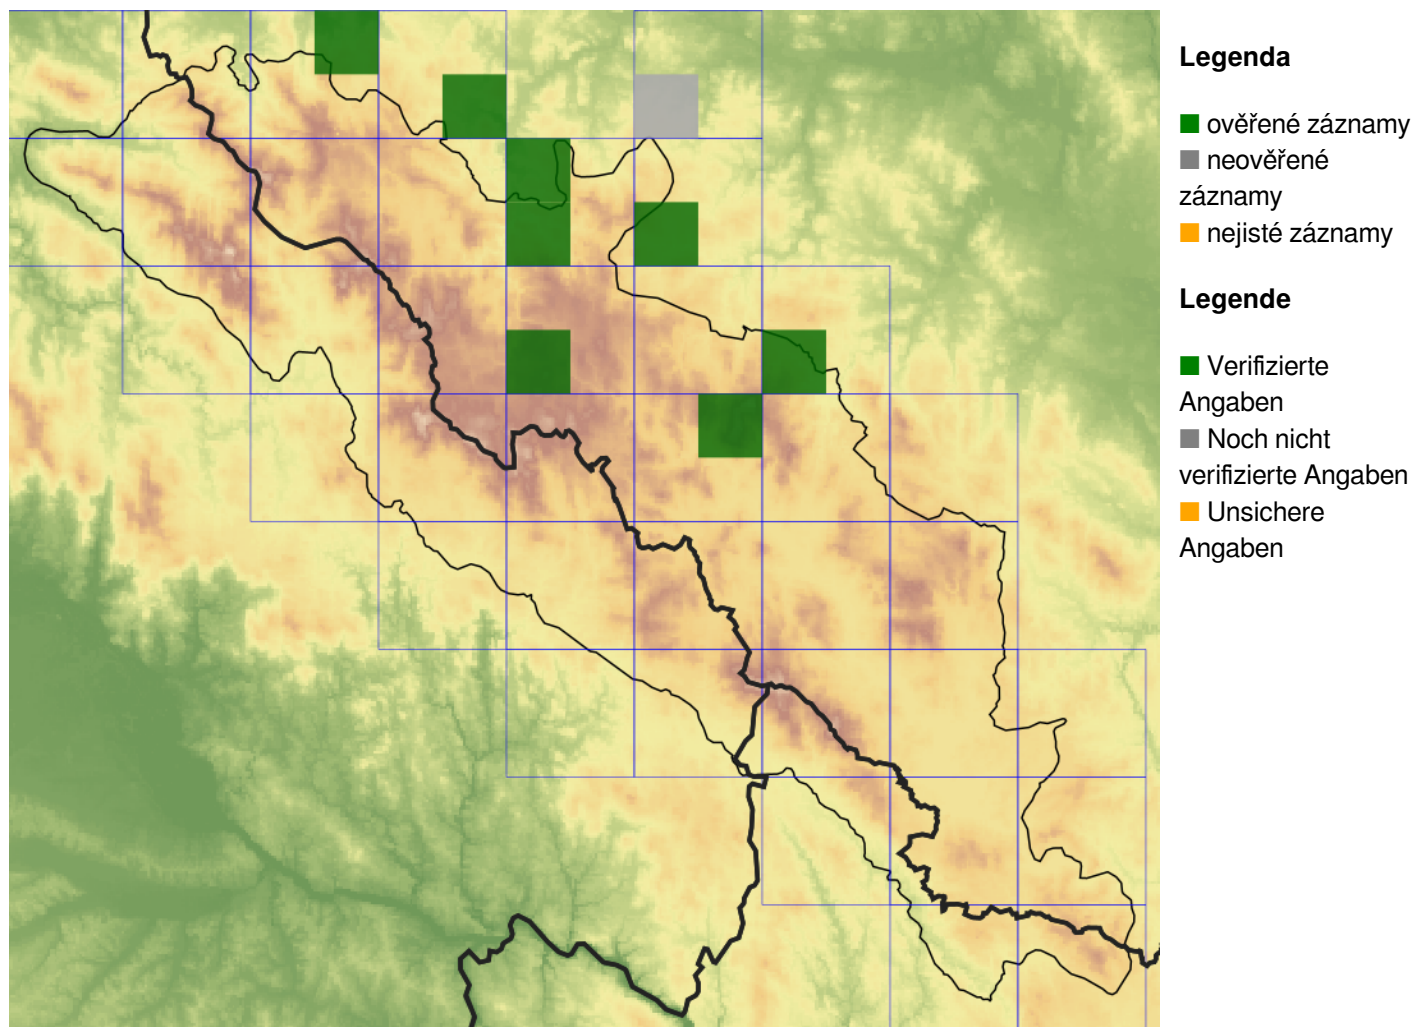 Legenda
ověřené záznamy
neověřené
záznamy
nejisté záznamy
Legende
Verifizierte
Angaben
Noch nicht
verifizierte Angaben
Unsichere
Angaben